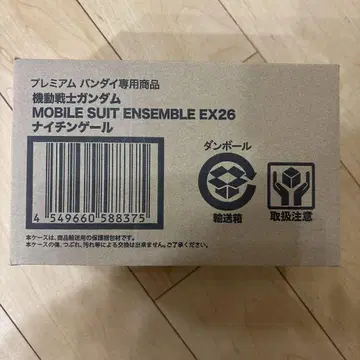 プレミアム バンダイ専用商品
機動戦士ガンダム
MOBILE SUIT ENSEMBLE EX26
ナイチンゲール
4 549660 588375
ダンボール
輸送箱
取扱注意
本ケースは、商品輸送用の保護梱包材です。
本ケースの傷、つぶれ、汚れ等による交換は出来ません。ご了承ください。